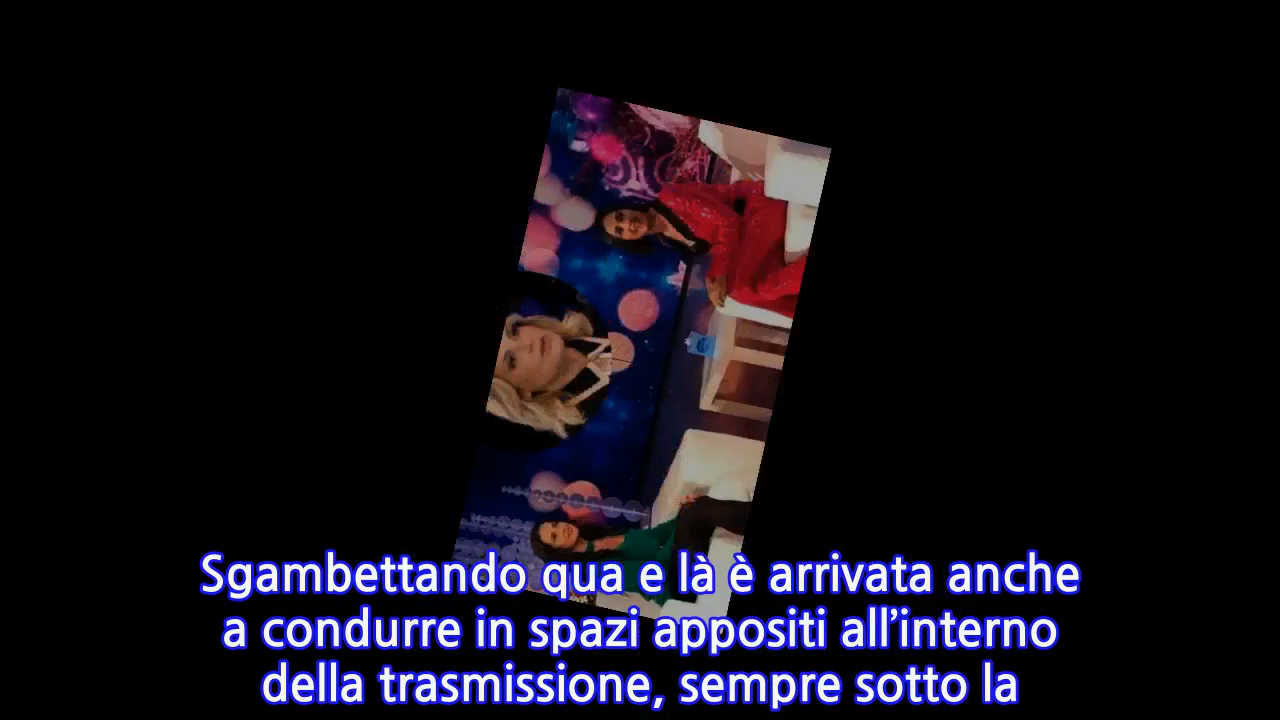 Sgambettando qua e là è arrivata anche
a condurre in spazi appositi all’interno
della trasmissione, sempre sotto la